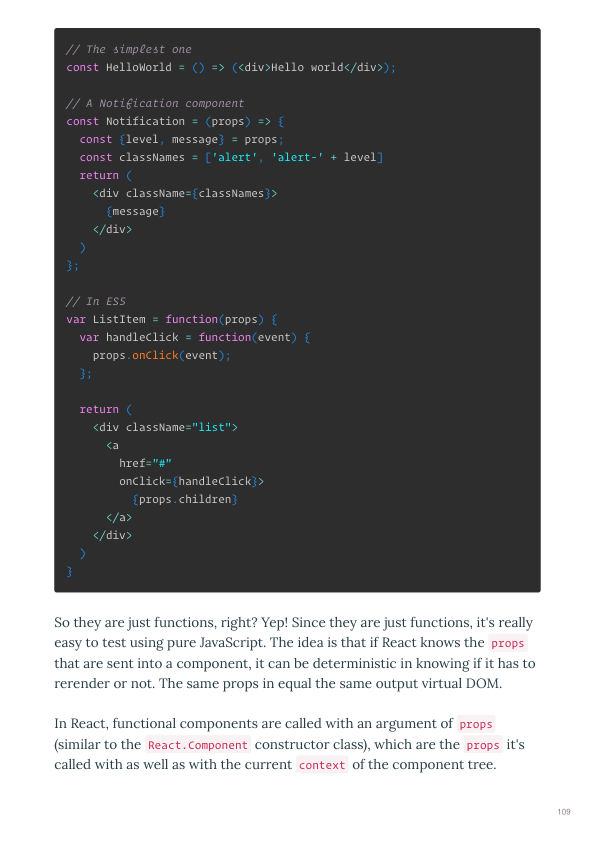 // The simplest one
const HelloWorld = () => (<div>Hello world</div>);
// A Notification component
const Notification = (props) => {
  const {level, message} = props;
  const classNames = ['alert', 'alert-' + level]
  return (
    <div className={classNames}>
      {message}
    </div>
  )
};
// In ES5
var ListItem = function(props) {
  var handleClick = function(event) {
    props.onClick(event);
  };
  return (
    <div className="list">
      <a
        href="#"
        onClick={handleClick}>
          {props.children}
      </a>
    </div>
  )
}
So they are just functions, right? Yep! Since they are just functions, it's really
easy to test using pure JavaScript. The idea is that if React knows the props
that are sent into a component, it can be deterministic in knowing if it has to
rerender or not. The same props in equal the same output virtual DOM.
In React, functional components are called with an argument of props
(similar to the React.Component constructor class), which are the props it's
called with as well as with the current context of the component tree.
109